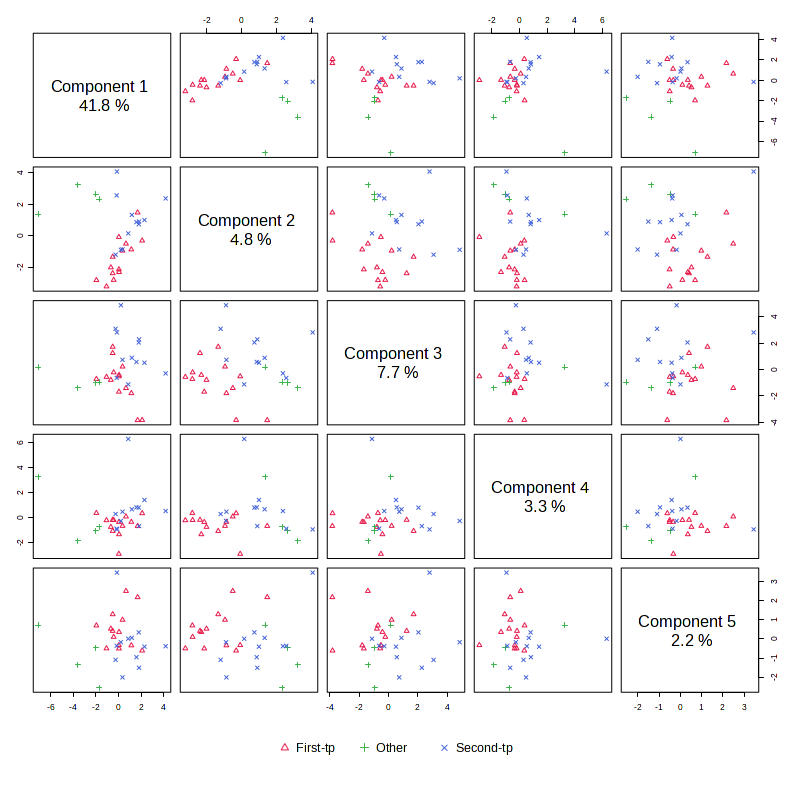 -2 0 2 4
-2 0 2 4 6
Component 1
41.8 %
-6 -4 -2 0 2 4
-2 0 2 4
Component 2
4.8 %
Component 3
7.7 %
-4 -2 0 2 4
-2 0 2 4 6
Component 4
3.3 %
Component 5
2.2 %
-2 -1 0 1 2 3
-6 -4 -2 0 2 4
-4 -2 0 2 4
-2 -1 0 1 2 3
First-tp Other Second-tp